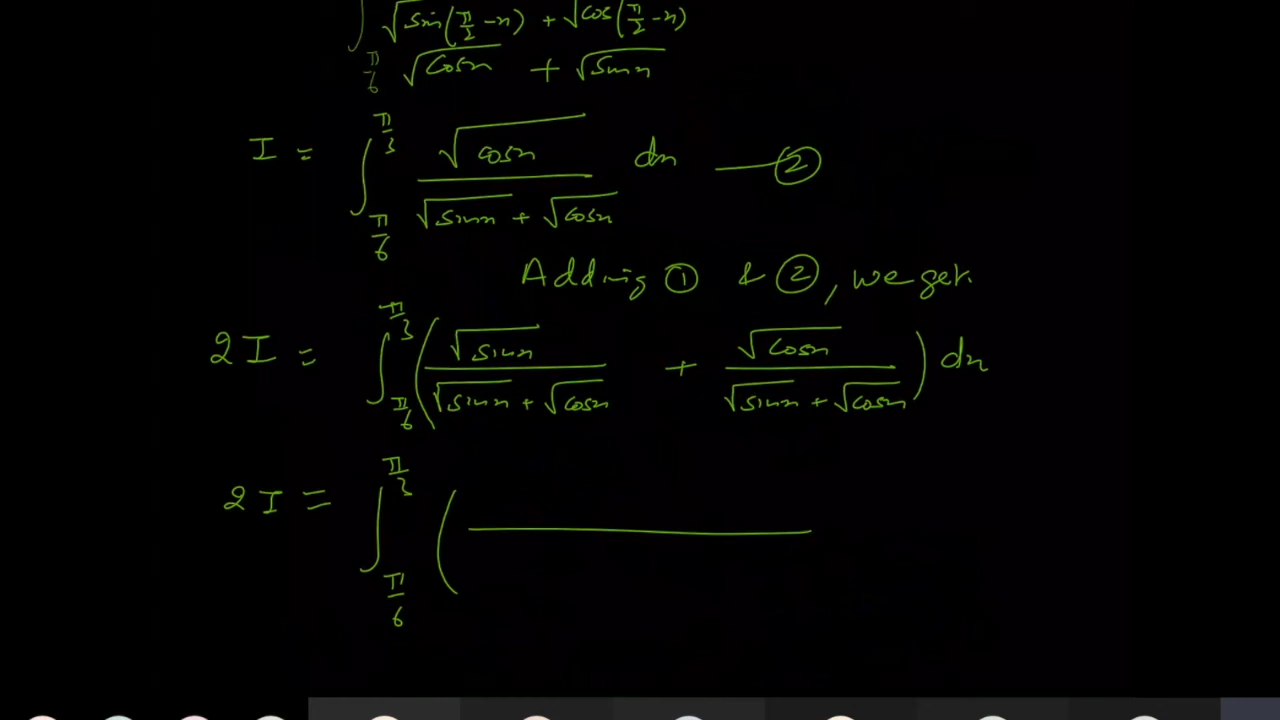 ∫ √sin(π/2 -x) + √cos(π/2 -x)
π/6 √cosx + √sinx
I = ∫_{π/6}^{π/3} √cosx / (√sinx + √cosx) dx — ②
Adding ① & ②, we get.
2I = ∫_{π/6}^{π/3} ( √sinx / (√sinx + √cosx) + √cosx / (√sinx + √cosx) ) dx
2I = ∫_{π/6}^{π/3} (